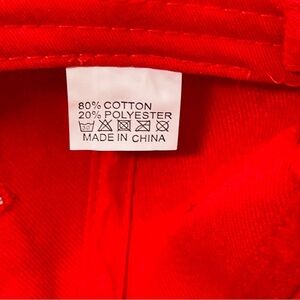 80% COTTON
20% POLYESTER
MADE IN CHINA